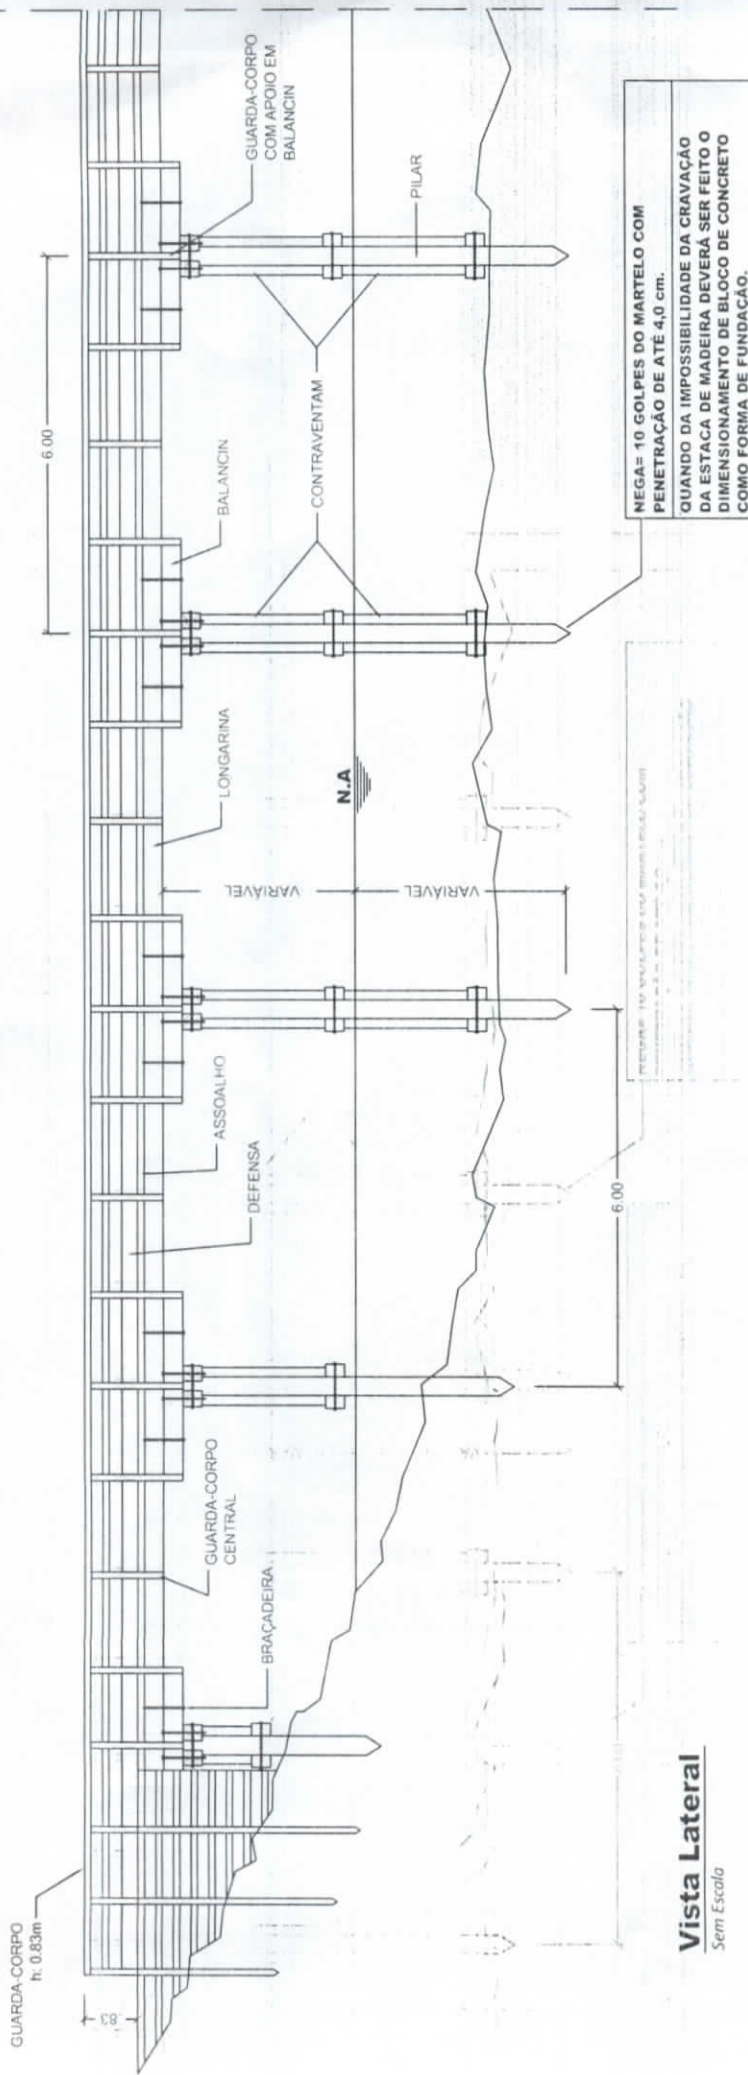 GUARDA-CORPO
h: 0.83m
.83
BRAÇADEIRA
GUARDA-CORPO
CENTRAL
DEFENSA
ASSOALHO
LONGARINA
BALANCIN
6.00
GUARDA-CORPO
COM APOIO EM
BALANCIN
PILAR
CONTRAVENTAM
N.A
VARIÁVEL
VARIÁVEL
6.00
NEGA= 10 GOLPES DO MARTELO COM
PENETRAÇÃO DE ATÉ 4,0 cm.
QUANDO DA IMPOSSIBILIDADE DA CRAVAÇÃO
DA ESTACA DE MADEIRA DEVERÁ SER FEITO O
DIMENSIONAMENTO DE BLOCO DE CONCRETO
COMO FORMA DE FUNDAÇÃO.
Vista Lateral
Sem Escala